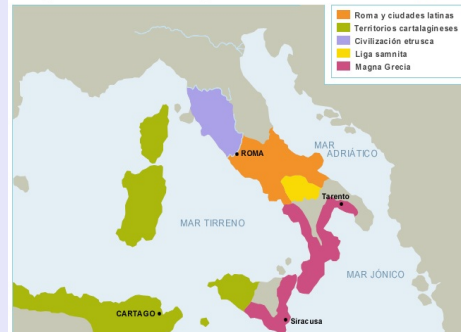 Roma y ciudades latinas
Territorios cartalagineses
Civilización etrusca
Liga samnita
Magna Grecia
MAR
ADRIÁTICO
ROMA
Tarento
MAR TIRRENO
MAR JÓNICO
CARTAGO
Siracusa